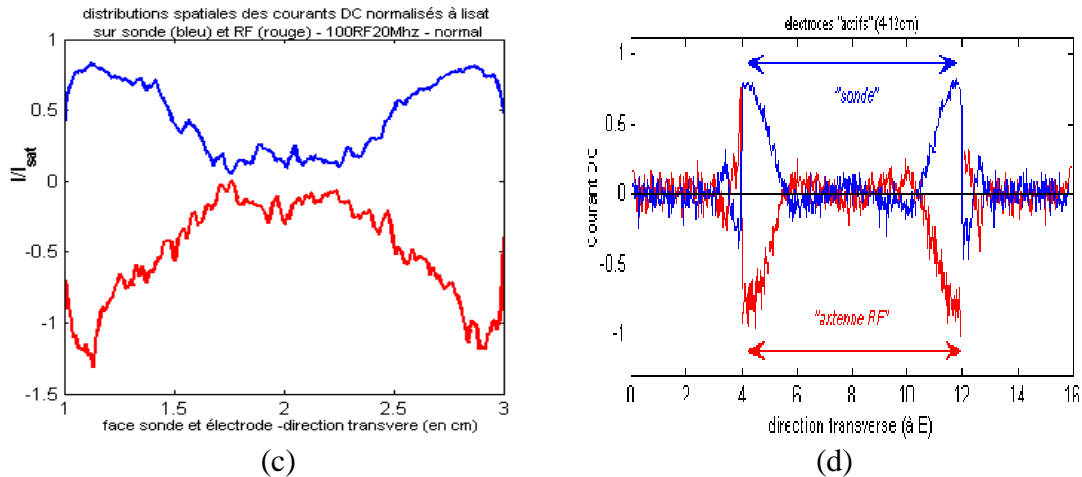 distributions spatiales des courants DC normalisés à lisat
sur sonde (bleu) et RF (rouge) - 100RF20Mhz - normal
1
0.5
0
-0.5
-1
-1.5
I/Isat
1
1.5
2
2.5
3
face sonde et électrode -direction transvere (en cm)
(c)
electroces "actifs" (4-12cm)
1
0.5
0
-0.5
-1
Courant DC
"sonde"
"antenne RF"
0
2
4
6
8
10
12
14
16
direction transverse (à E)
(d)